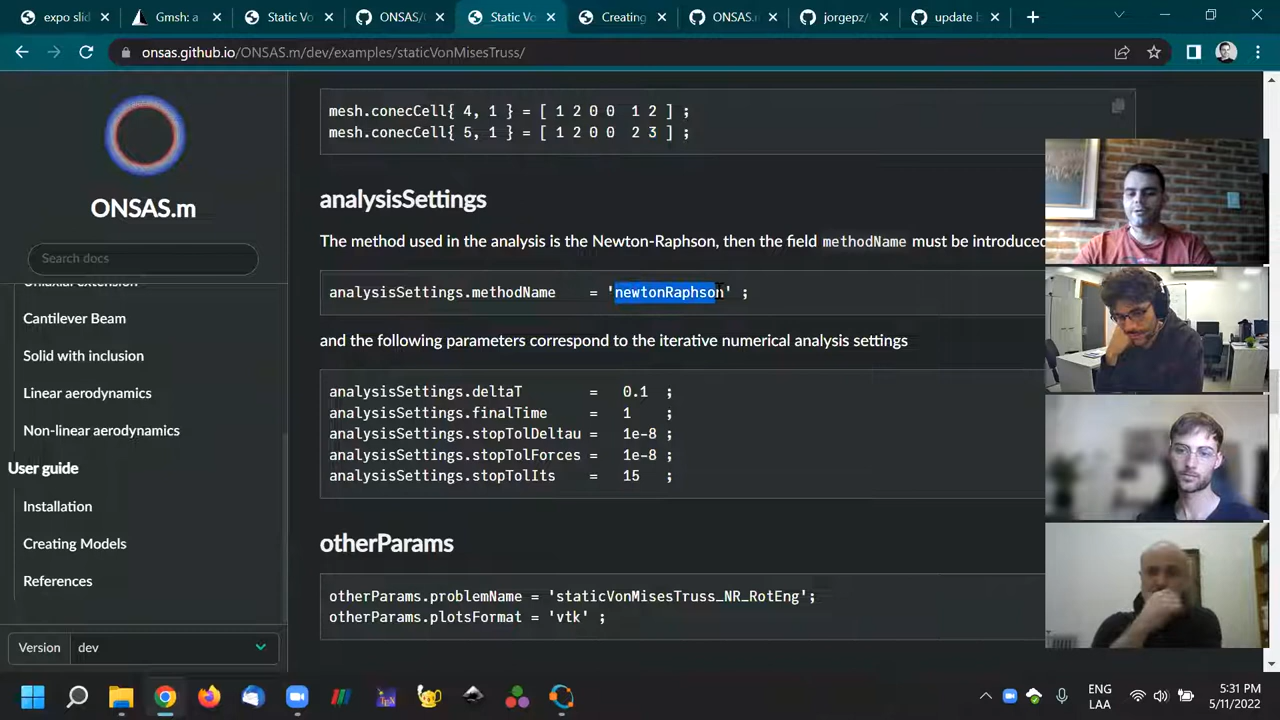 expo slid
Gmsh: a
Static Vo
ONSAS/C
Static Vo
Creating
ONSAS.m
jorgepz/
update b
onsas.github.io/ONSAS.m/dev/examples/staticVonMisesTruss/
ONSAS.m
Search docs
Cantilever Beam
Solid with inclusion
Linear aerodynamics
Non-linear aerodynamics
User guide
Installation
Creating Models
References
Version dev
mesh.conecCell{ 4, 1 } = [ 1 2 0 0 1 2 ] ;
mesh.conecCell{ 5, 1 } = [ 1 2 0 0 2 3 ] ;
analysisSettings
The method used in the analysis is the Newton-Raphson, then the field methodName must be introduced
analysisSettings.methodName = 'newtonRaphson' ;
and the following parameters correspond to the iterative numerical analysis settings
analysisSettings.deltaT = 0.1 ;
analysisSettings.finalTime = 1 ;
analysisSettings.stopTolDeltau = 1e-8 ;
analysisSettings.stopTolForces = 1e-8 ;
analysisSettings.stopTolIts = 15 ;
otherParams
otherParams.problemName = 'staticVonMisesTruss_NR_RotEng';
otherParams.plotsFormat = 'vtk' ;
ENG
LAA
5:31 PM
5/11/2022